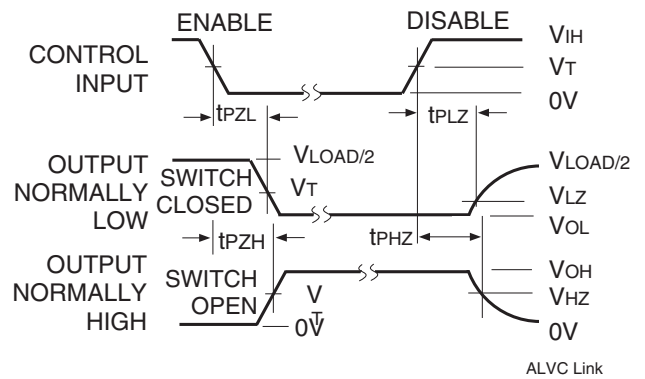 ENABLE
DISABLE
CONTROL
INPUT
VIH
VT
0V
tPZL
tPLZ
OUTPUT
NORMALLY
LOW
SWITCH
CLOSED
VLOAD/2
VT
VLOAD/2
VLZ
VOL
tPZH
tPHZ
OUTPUT
NORMALLY
HIGH
SWITCH
OPEN
VT
0V
VOH
VHZ
0V
ALVC Link